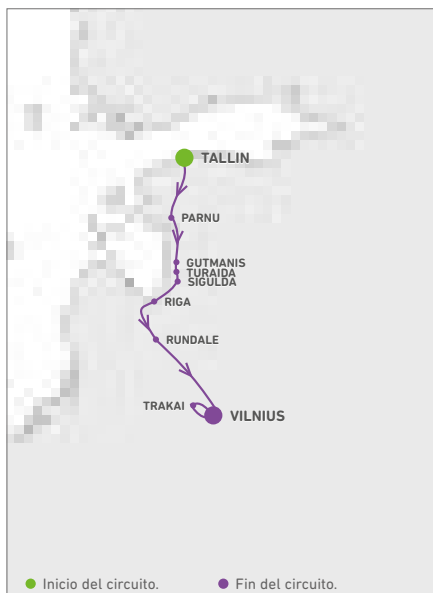 TALLIN
PARNU
GUTMANIS
TURAIDA
SIGULDA
RIGA
RUNDALE
TRAKAI
VILNIUS
Inicio del circuito.
Fin del circuito.